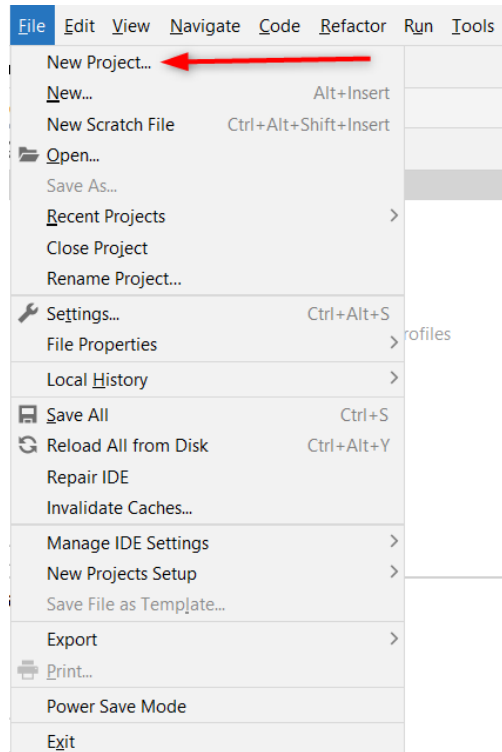 File Edit View Navigate Code Refactor Run Tools
New Project...
New... Alt+Insert
New Scratch File Ctrl+Alt+Shift+Insert
Open...
Save As...
Recent Projects
Close Project
Rename Project...
Settings... Ctrl+Alt+S
rofiles
File Properties
Local History
Save All Ctrl+S
Reload All from Disk Ctrl+Alt+Y
Repair IDE
Invalidate Caches...
Manage IDE Settings
New Projects Setup
Save File as Template...
Export
Print...
Power Save Mode
Exit